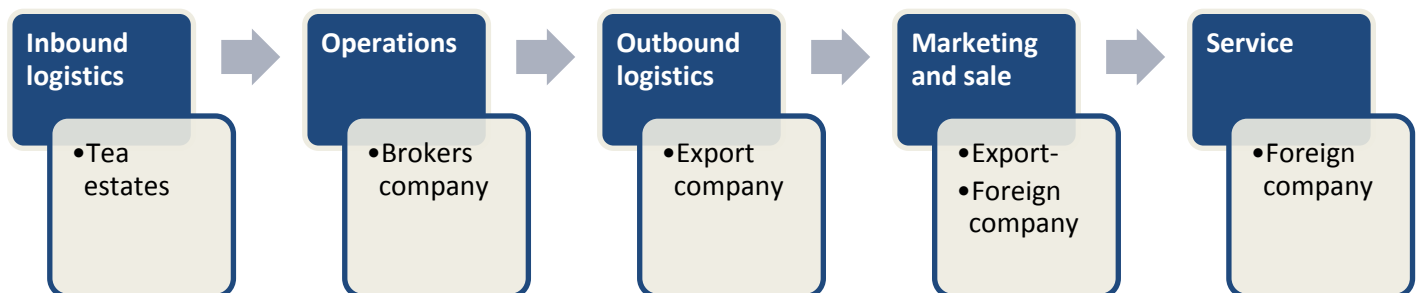 Inbound
logistics
•Tea
estates
Operations
•Brokers
company
Outbound
logistics
•Export
company
Marketing
and sale
•Export-
•Foreign
company
Service
•Foreign
company